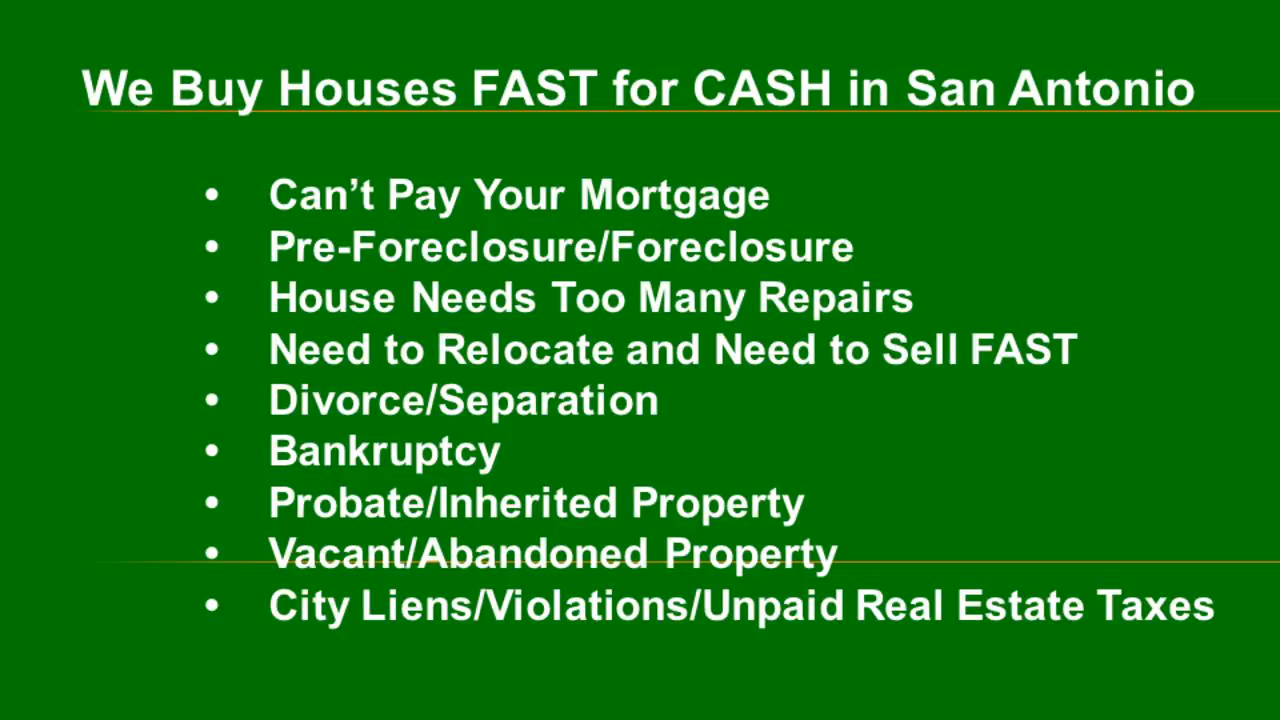 We Buy Houses FAST for CASH in San Antonio
• Can’t Pay Your Mortgage
• Pre-Foreclosure/Foreclosure
• House Needs Too Many Repairs
• Need to Relocate and Need to Sell FAST
• Divorce/Separation
• Bankruptcy
• Probate/Inherited Property
• Vacant/Abandoned Property
• City Liens/Violations/Unpaid Real Estate Taxes